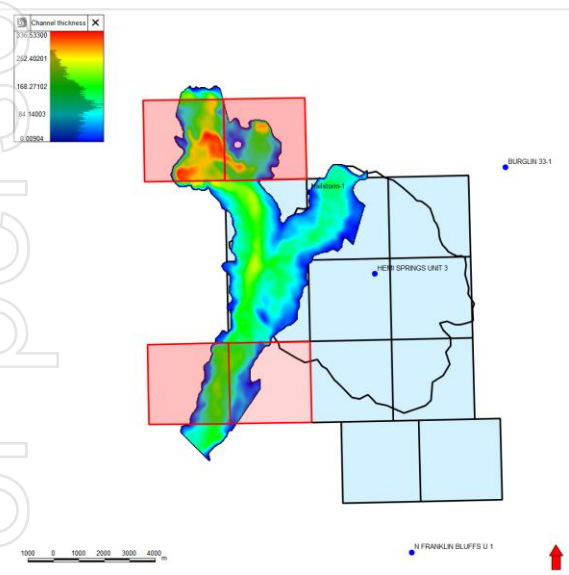 Channel thickness
336.53300
252.40201
168.27102
84.14003
0.00904
BURGLIN 33-1
Hailstorm-1
HEMI SPRINGS UNIT 3
N FRANKLIN BLUFFS U 1
1000 0 1000 2000 3000 4000 m